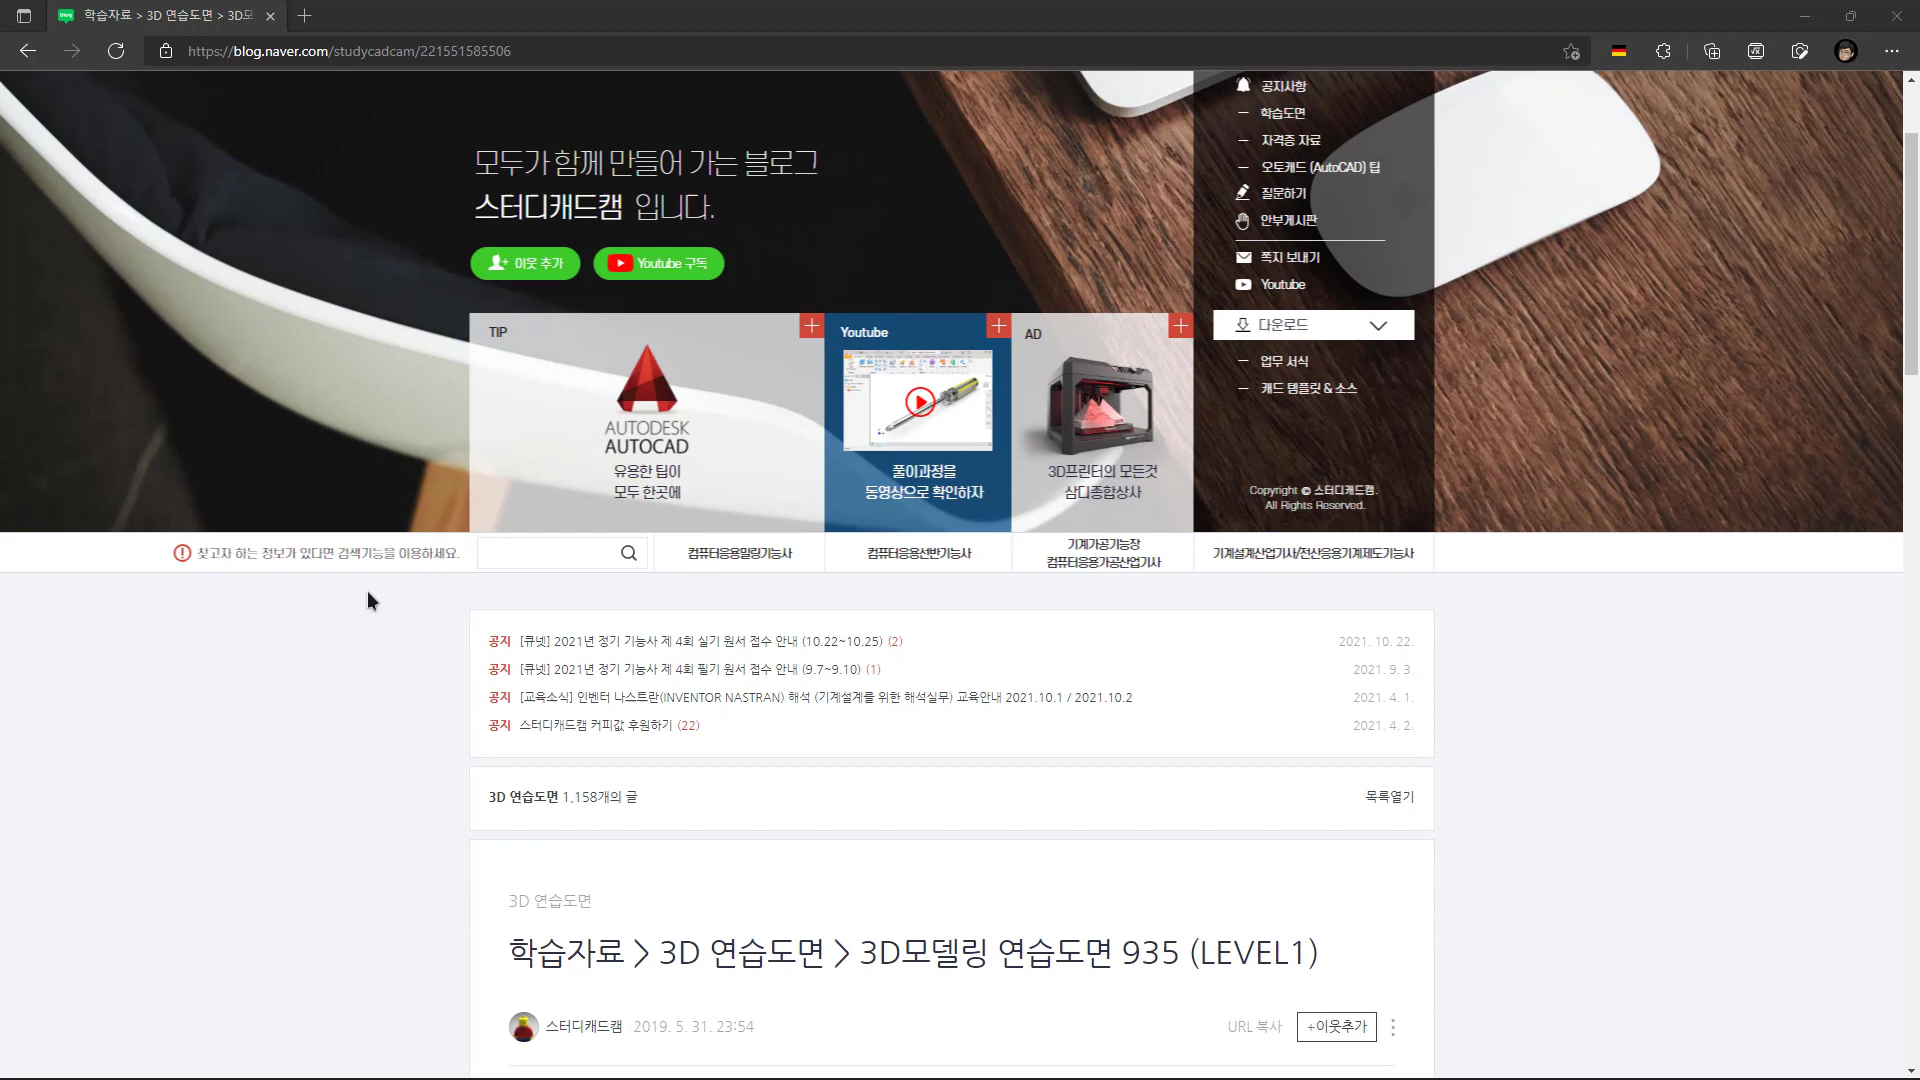 학습자료 > 3D 연습도면 > 3D모
https://blog.naver.com/studycadcam/221551585506
모두가 함께 만들어 가는 블로그
스터디캐드캠 입니다.
이웃 추가
Youtube 구독
공지사항
학습도면
자격증 자료
오토캐드 (AutoCAD) 팁
질문하기
안부게시판
쪽지 보내기
Youtube
다운로드
업무 서식
캐드 템플릿 & 소스
Copyright © 스터디캐드캠.
All Rights Reserved.
TIP
AUTODESK
AUTOCAD
유용한 팁이
모두 한곳에
Youtube
풀이과정을
동영상으로 확인하자
AD
3D프린터의 모든것
삼디종합상사
찾고자 하는 정보가 있다면 검색기능을 이용하세요.
컴퓨터응용밀링기능사
컴퓨터응용선반기능사
기계가공기능장
컴퓨터응용가공산업기사
기계설계산업기사/전산응용기계제도기능사
공지 [큐넷] 2021년 정기 기능사 제 4회 실기 원서 접수 안내 (10.22~10.25) (2) 2021. 10. 22.
공지 [큐넷] 2021년 정기 기능사 제 4회 필기 원서 접수 안내 (9.7~9.10) (1) 2021. 9. 3.
공지 [교육소식] 인벤터 나스트란(INVENTOR NASTRAN) 해석 (기계설계를 위한 해석실무) 교육안내 2021.10.1 / 2021.10.2 2021. 4. 1.
공지 스터디캐드캠 커피값 후원하기 (22) 2021. 4. 2.
3D 연습도면 1,158개의 글 목록열기
3D 연습도면
학습자료 > 3D 연습도면 > 3D모델링 연습도면 935 (LEVEL1)
스터디캐드캠 2019. 5. 31. 23:54 URL 복사 +이웃추가